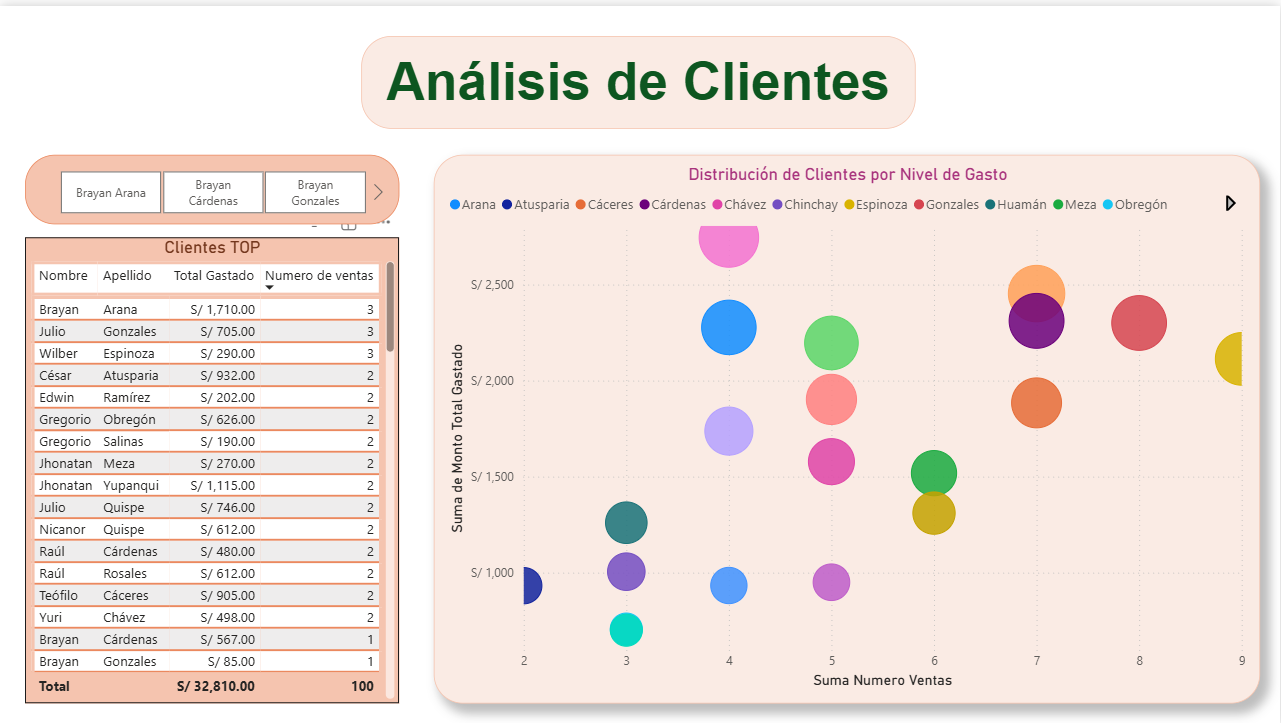 Análisis de Clientes
Brayan Arana
Brayan
Cárdenas
Brayan
Gonzales
Clientes TOP
Nombre Apellido Total Gastado Numero de ventas
Brayan Arana S/ 1,710.00 3
Julio Gonzales S/ 705.00 3
Wilber Espinoza S/ 290.00 3
César Atusparia S/ 932.00 2
Edwin Ramírez S/ 202.00 2
Gregorio Obregón S/ 626.00 2
Gregorio Salinas S/ 190.00 2
Jhonatan Meza S/ 270.00 2
Jhonatan Yupanqui S/ 1,115.00 2
Julio Quispe S/ 746.00 2
Nicanor Quispe S/ 612.00 2
Raúl Cárdenas S/ 480.00 2
Raúl Rosales S/ 612.00 2
Teófilo Cáceres S/ 905.00 2
Yuri Chávez S/ 498.00 2
Brayan Cárdenas S/ 567.00 1
Brayan Gonzales S/ 85.00 1
Total S/ 32,810.00 100
Distribución de Clientes por Nivel de Gasto
Arana Atusparia Cáceres Cárdenas Chávez Chinchay Espinoza Gonzales Huamán Meza Obregón
Suma de Monto Total Gastado
S/ 2,500
S/ 2,000
S/ 1,500
S/ 1,000
2 3 4 5 6 7 8 9
Suma Numero Ventas